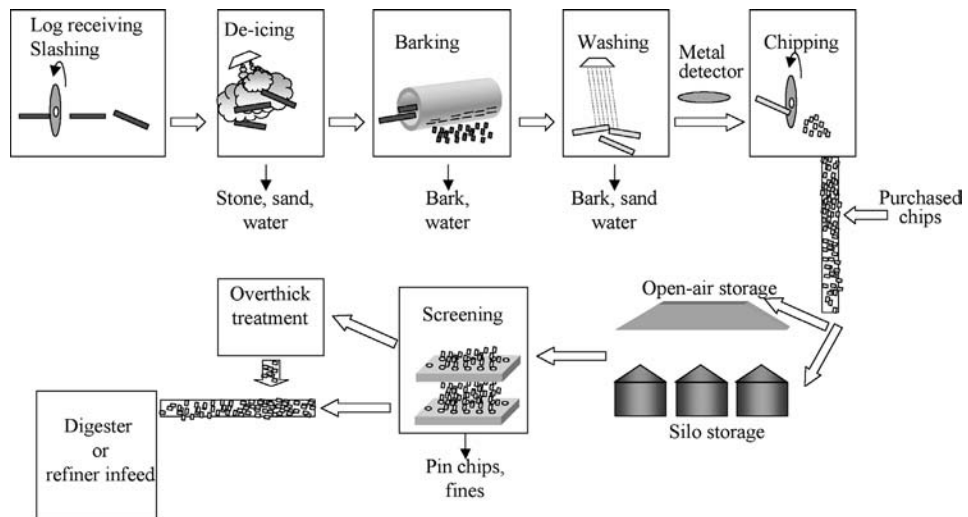 Log receiving
Slashing
De-icing
Barking
Washing
Metal
detector
Chipping
Stone, sand,
water
Bark,
water
Bark, sand
water
Purchased
chips
Open-air storage
Silo storage
Screening
Pin chips,
fines
Overthick
treatment
Digester
or
refiner infeed